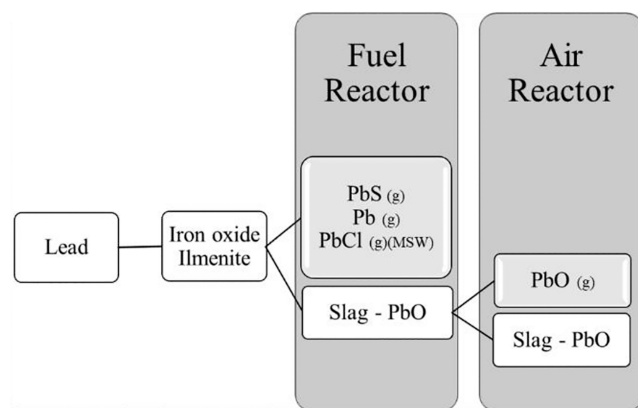 Fuel
Reactor
Air
Reactor
Lead
Iron oxide
Ilmenite
PbS (g)
Pb (g)
PbCl (g)(MSW)
Slag - PbO
PbO (g)
Slag - PbO